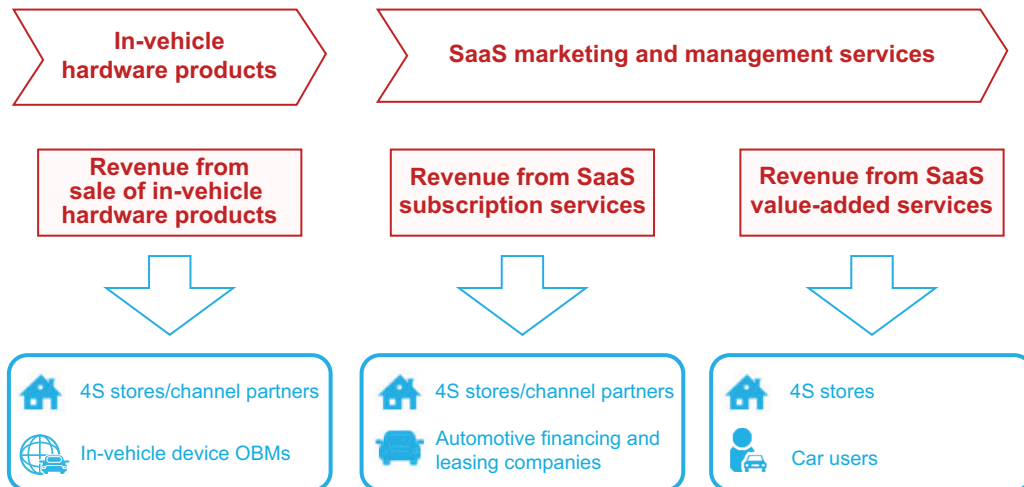 In-vehicle
hardware products
SaaS marketing and management services
Revenue from
sale of in-vehicle
hardware products
Revenue from SaaS
subscription services
Revenue from SaaS
value-added services
4S stores/channel partners
In-vehicle device OBMs
4S stores/channel partners
Automotive financing and
leasing companies
4S stores
Car users